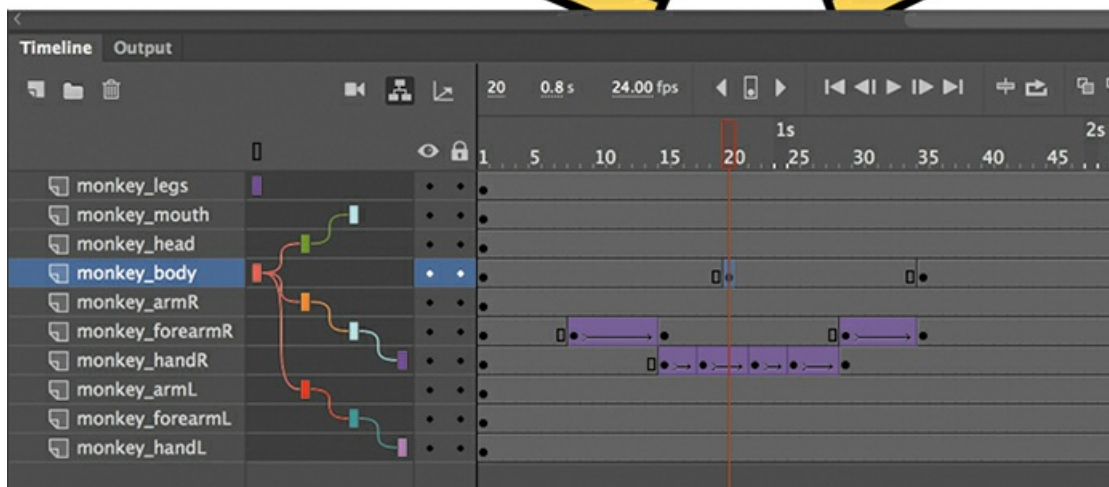 Timeline Output
20 0.8 s 24.00 fps
1s 2s
1 5 10 15 20 25 30 35 40 45
monkey_legs
monkey_mouth
monkey_head
monkey_body
monkey_armR
monkey_forearmR
monkey_handR
monkey_armL
monkey_forearmL
monkey_handL